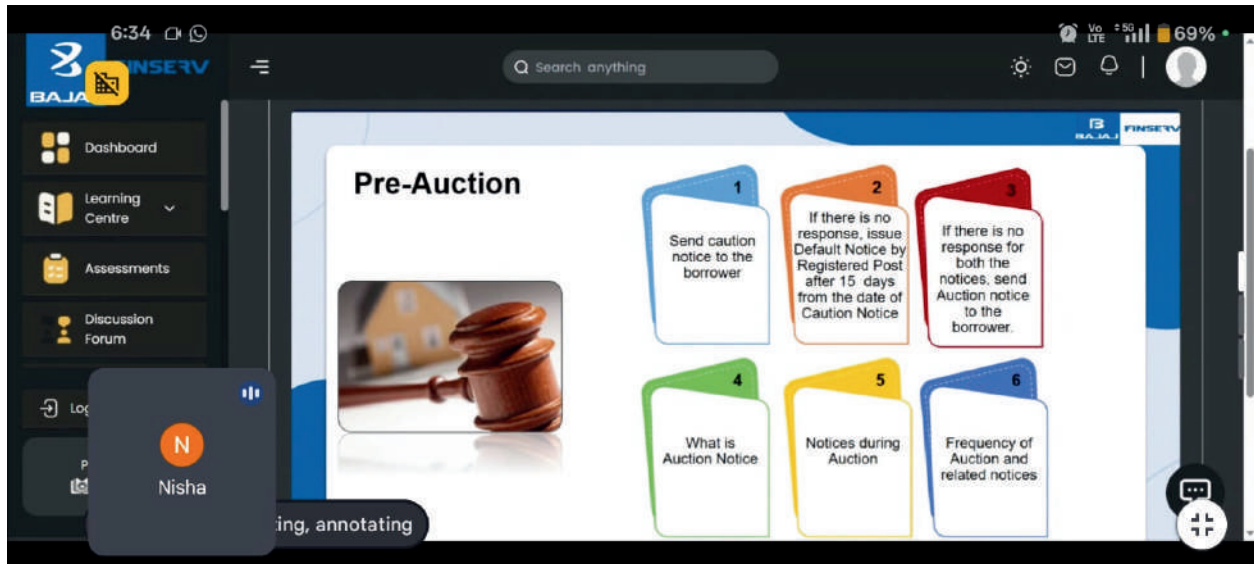 6:34
Vo
LTE
5G
69%
BAJAJ
FINSERV
Search anything
BAJAJ FINSERV
Dashboard
Learning
Centre
Assessments
Discussion
Forum
N
Nisha
annotating
Pre-Auction
1
Send caution
notice to the
borrower
2
If there is no
response, issue
Default Notice by
Registered Post
after 15 days
from the date of
Caution Notice
3
If there is no
response for
both the
notices, send
Auction notice
to the
borrower.
4
What is
Auction Notice
5
Notices during
Auction
6
Frequency of
Auction and
related notices